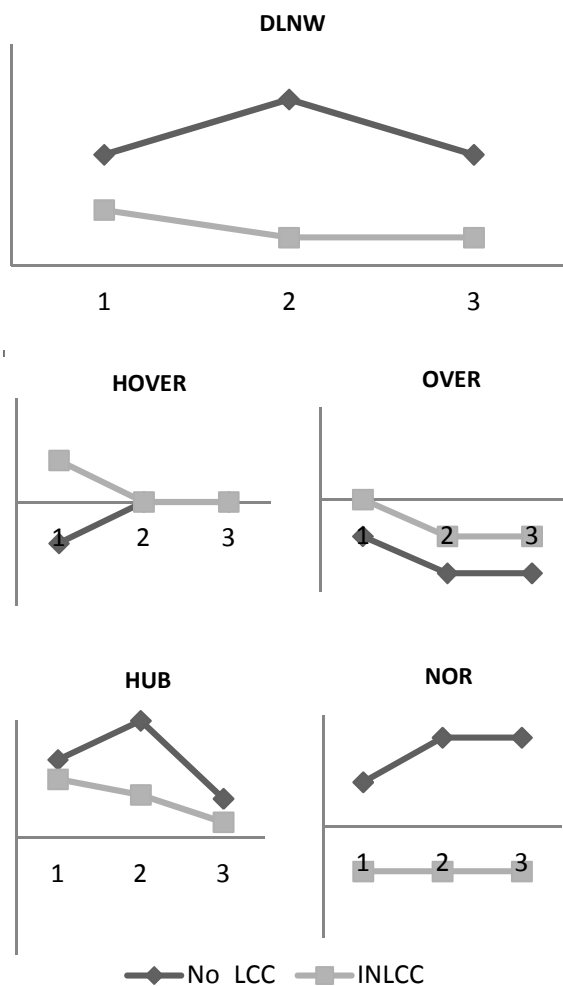 DLNW
1 2 3
HOVER
1 2 3
OVER
1 2 3
HUB
1 2 3
NOR
1 2 3
No LCC INLCC